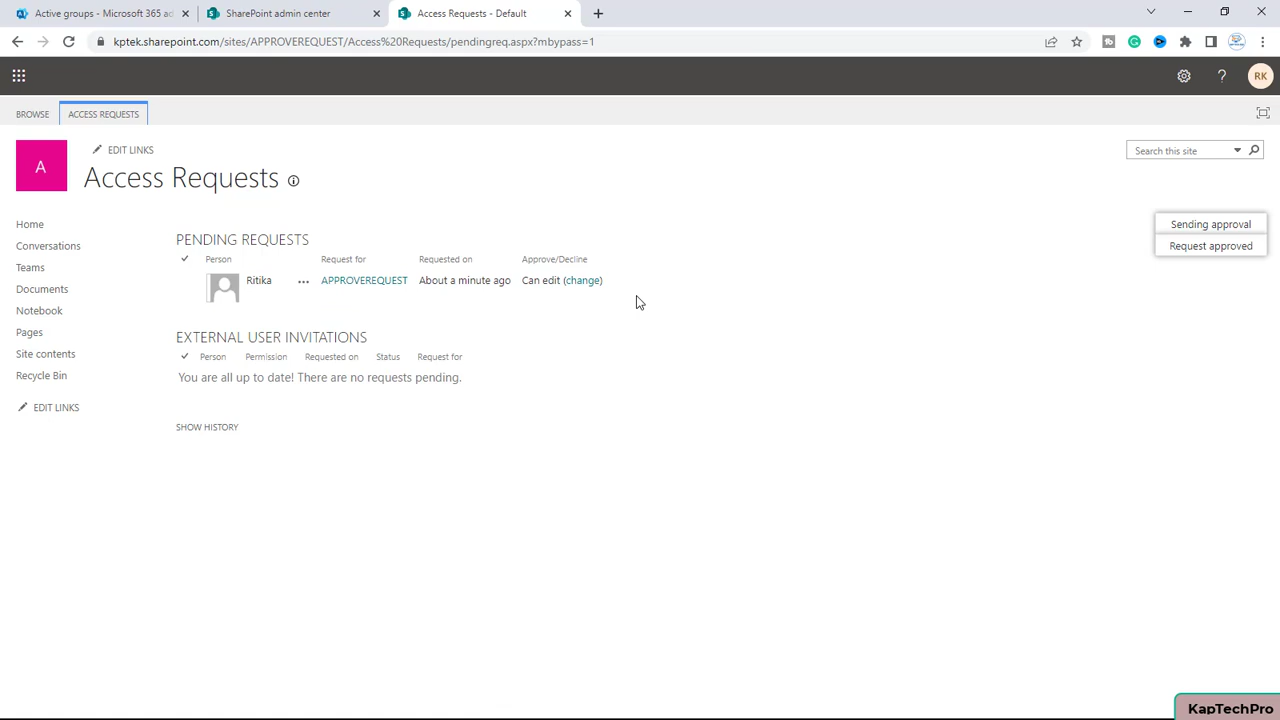 Active groups - Microsoft 365 ad
SharePoint admin center
Access Requests - Default
kptek.sharepoint.com/sites/APPROVEREQUEST/Access%20Requests/pendingreq.aspx?mbypass=1
RK
BROWSE
ACCESS REQUESTS
A
EDIT LINKS
Access Requests
Search this site
Home
Conversations
Teams
Documents
Notebook
Pages
Site contents
Recycle Bin
EDIT LINKS
PENDING REQUESTS
Person Request for Requested on Approve/Decline
Ritika ... APPROVEREQUEST About a minute ago Can edit (change)
EXTERNAL USER INVITATIONS
Person Permission Requested on Status Request for
You are all up to date! There are no requests pending.
SHOW HISTORY
Sending approval
Request approved
KapTechPro